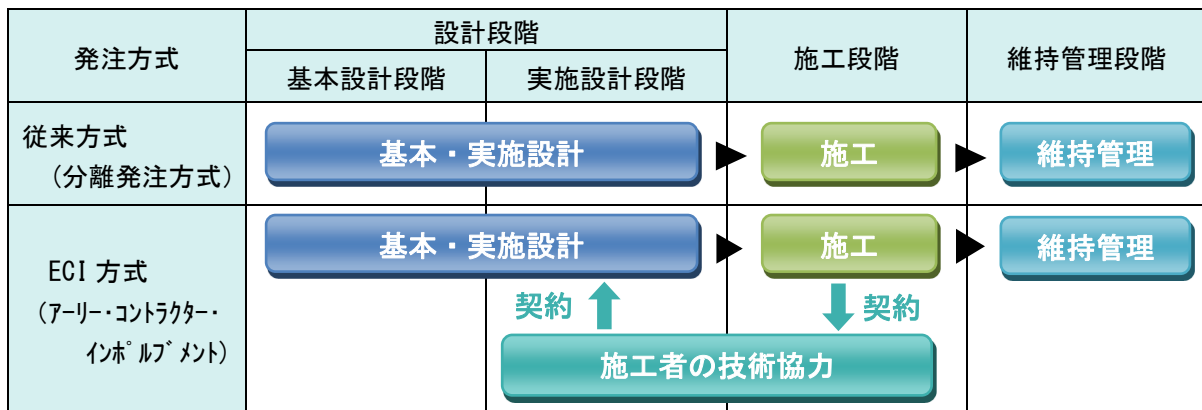 発注方式
設計段階
施工段階
維持管理段階
基本設計段階
実施設計段階
従来方式
(分離発注方式)
基本・実施設計
施工
維持管理
ECI 方式
(ｱｰﾘｰ･ｺﾝﾄﾗｸﾀｰ･
ｲﾝﾎﾟﾙﾌﾞﾒﾝﾄ)
基本・実施設計
施工
維持管理
契約
契約
施工者の技術協力